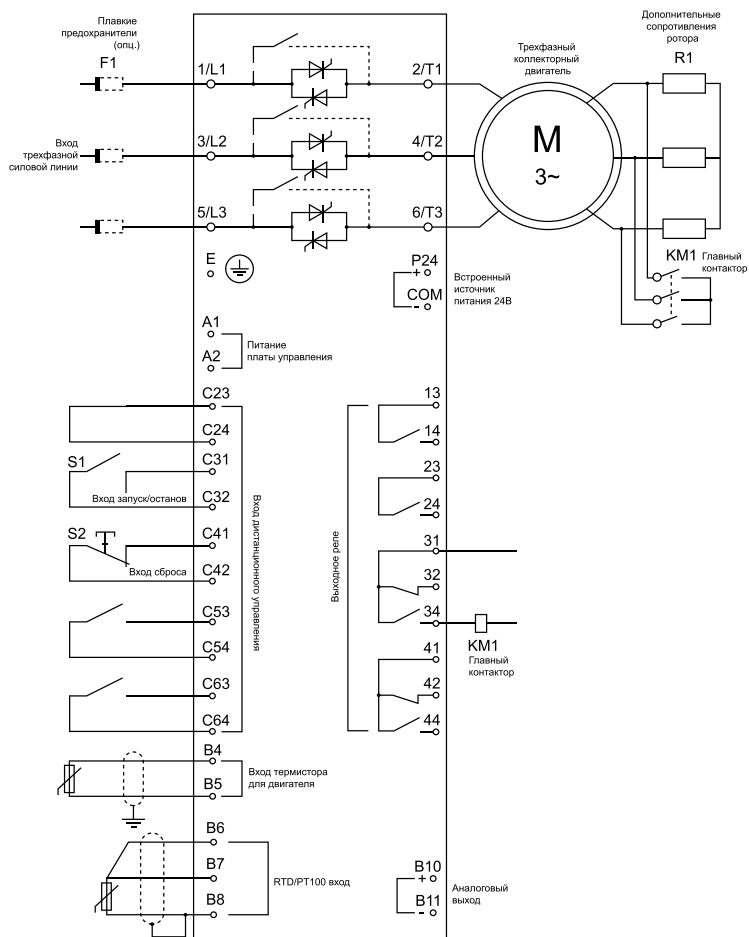 Плавкие
предохранители
(опц.)
F1
Дополнительные
сопротивления
ротора
R1
Трехфазный
коллекторный
двигатель
1/L1
2/T1
Вход
трехфазной
силовой линии
3/L2
4/T2
M
3~
5/L3
6/T3
E
P24
+
COM
-
Встроенный
источник
питания 24В
KM1
Главный
контактор
A1
A2
Питание
платы управления
C23
C24
S1
C31
Вход запуск/останов
C32
S2
C41
Вход сброса
C42
C53
C54
C63
C64
Вход дистанционного управления
13
14
23
24
31
32
34
KM1
Главный
контактор
41
42
44
Выходное реле
B4
B5
Вход термистора
для двигателя
B6
B7
B8
RTD/PT100 вход
B10
+
B11
-
Аналоговый
выход